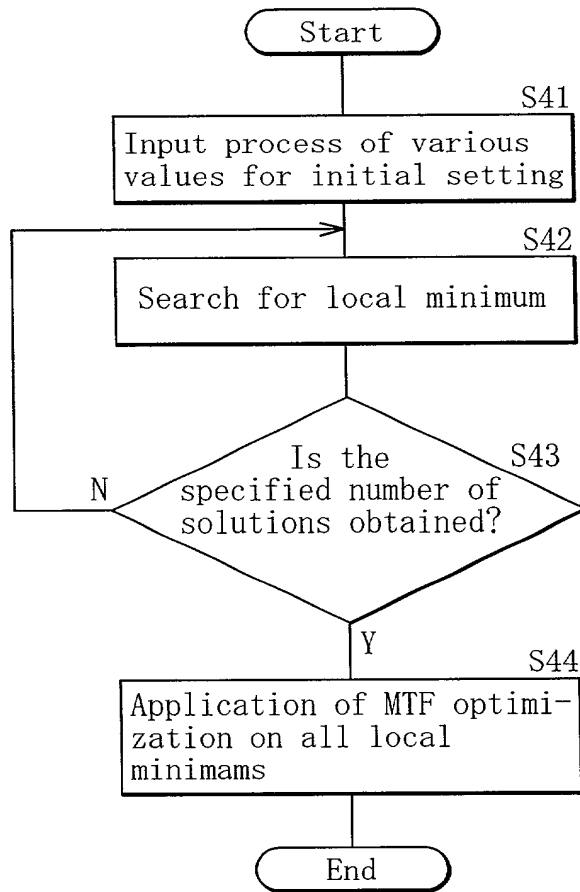 Start
S41
Input process of various
values for initial setting
S42
Search for local minimum
S43
Is the
specified number of
solutions obtained?
N
Y
S44
Application of MTF optimi-
zation on all local
minimams
End